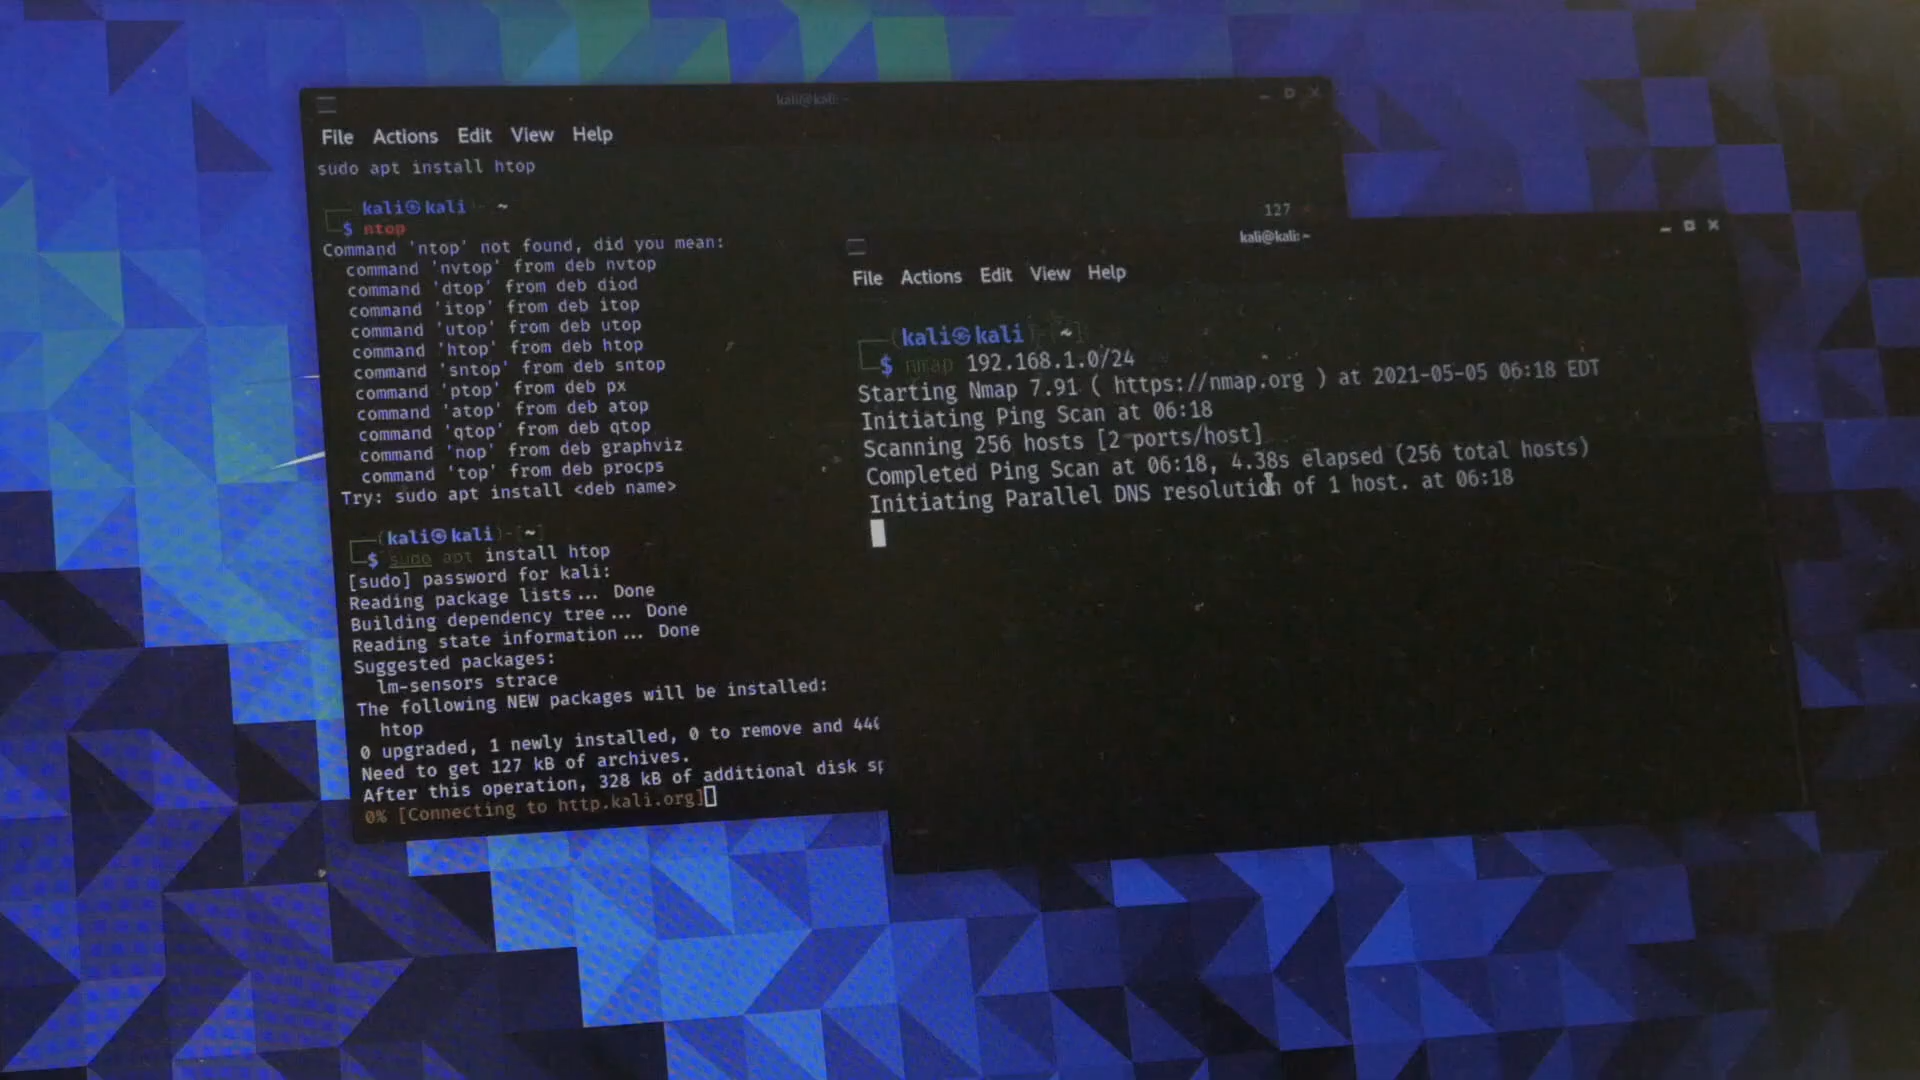 kali@kali: ~
File Actions Edit View Help
sudo apt install htop
kali㉿kali ~
$ ntop
127
Command 'ntop' not found, did you mean:
command 'nvtop' from deb nvtop
command 'dtop' from deb diod
command 'itop' from deb itop
command 'utop' from deb utop
command 'htop' from deb htop
command 'sntop' from deb sntop
command 'ptop' from deb px
command 'atop' from deb atop
command 'qtop' from deb qtop
command 'nop' from deb graphviz
command 'top' from deb procps
Try: sudo apt install <deb name>
(kali㉿kali)-[~]
$ sudo apt install htop
[sudo] password for kali:
Reading package lists... Done
Building dependency tree... Done
Reading state information... Done
Suggested packages:
lm-sensors strace
The following NEW packages will be installed:
htop
0 upgraded, 1 newly installed, 0 to remove and
Need to get 127 kB of archives.
After this operation, 328 kB of additional disk
0% [Connecting to http.kali.org]
kali@kali: ~
File Actions Edit View Help
(kali㉿kali)-[~]
$ nmap 192.168.1.0/24
Starting Nmap 7.91 ( https://nmap.org ) at 2021-05-05 06:18 EDT
Initiating Ping Scan at 06:18
Scanning 256 hosts [2 ports/host]
Completed Ping Scan at 06:18, 4.38s elapsed (256 total hosts)
Initiating Parallel DNS resolution of 1 host. at 06:18